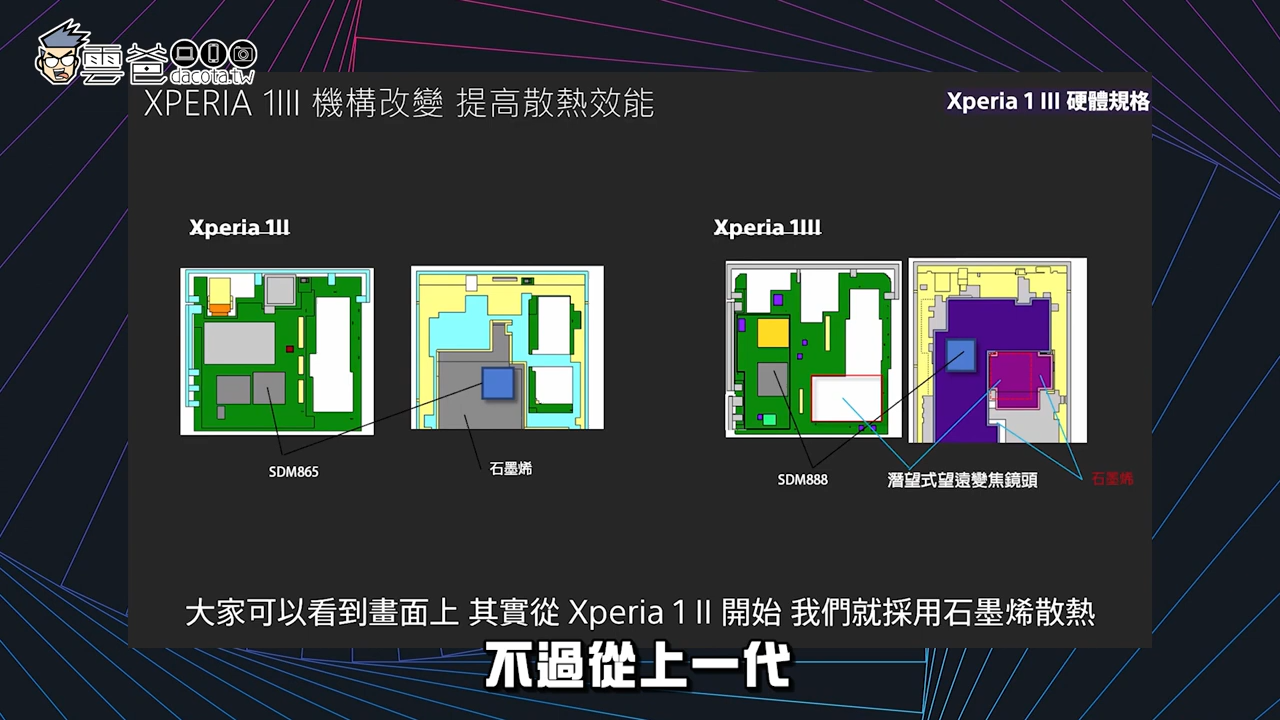 雲爸
dacota.tw
XPERIA 1III 機構改變 提高散熱效能
Xperia 1 III 硬體規格
Xperia 1II
Xperia 1III
SDM865
石墨烯
SDM888
潛望式望遠變焦鏡頭
石墨烯
大家可以看到畫面上 其實從 Xperia 1 II 開始 我們就採用石墨烯散熱
不過從上一代